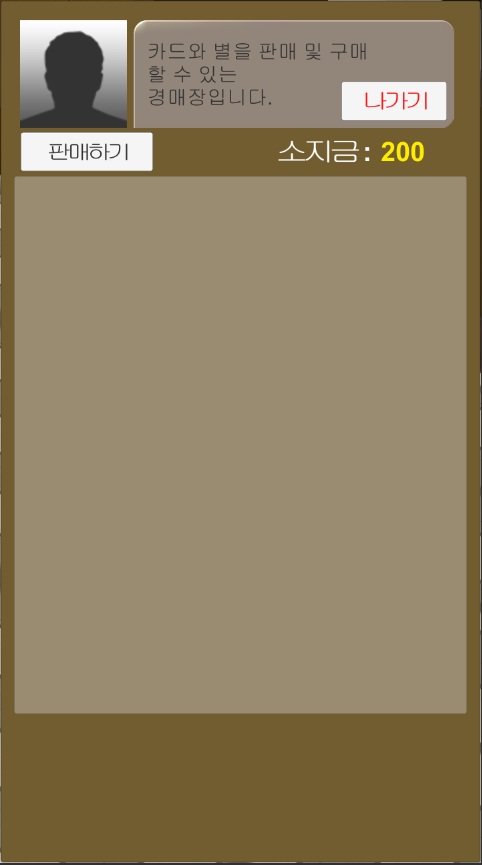 카드와 별을 판매 및 구매
할 수 있는
경매장입니다.
나가기
판매하기
소지금 : 200